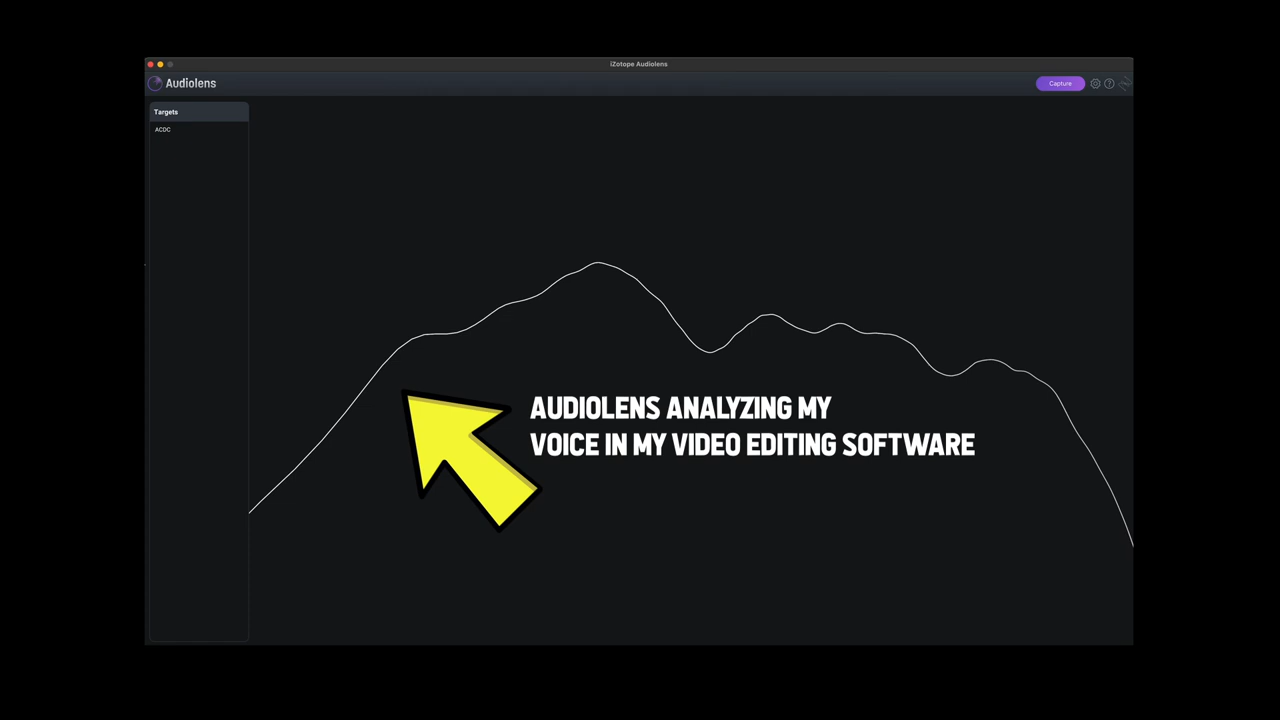 iZotope Audiolens
Audiolens
Capture
Targets
ACDC
AUDIOLENS ANALYZING MY
VOICE IN MY VIDEO EDITING SOFTWARE